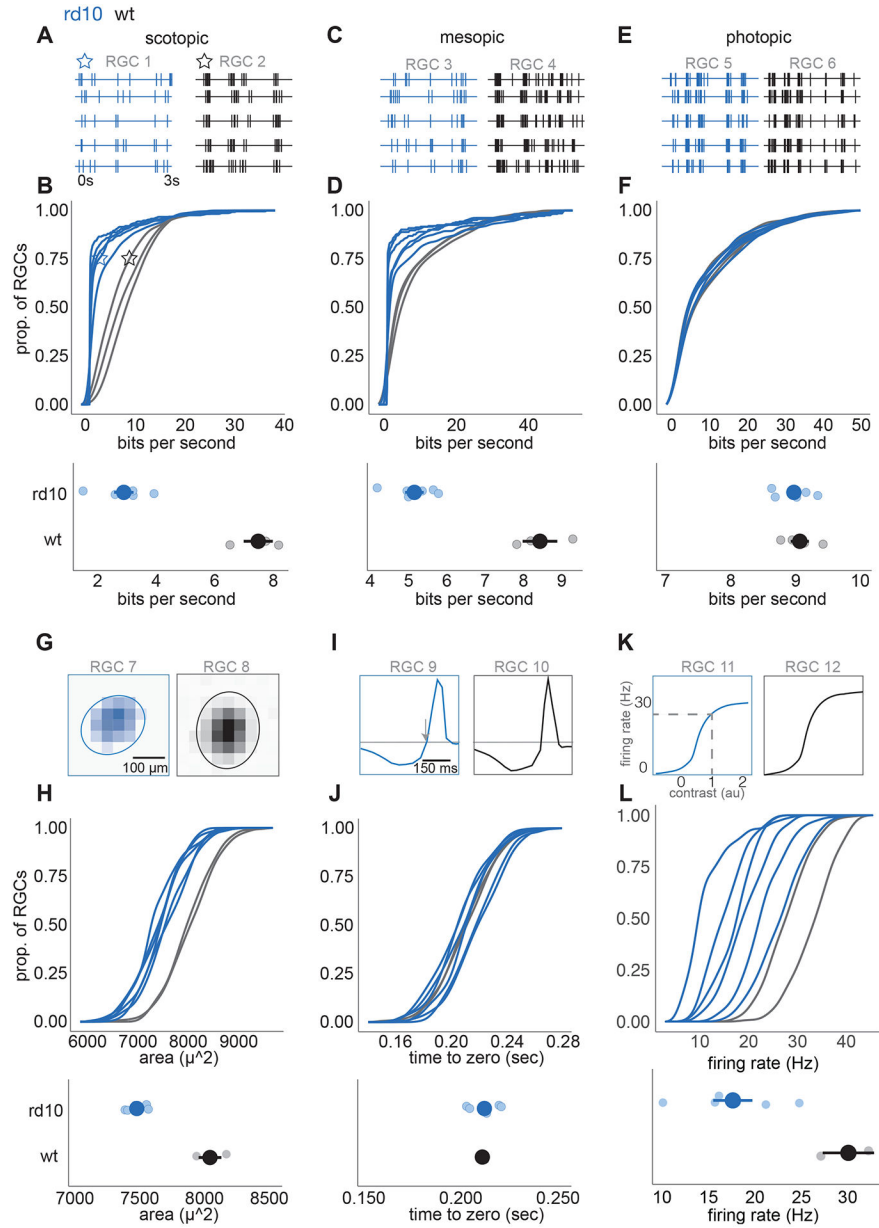 rd10 wt
A scotopic C mesopic E photopic
RGC 1 RGC 2 RGC 3 RGC 4 RGC 5 RGC 6
0s 3s
B D F
prop. of RGCs
1.00 1.00 1.00
0.75 0.75 0.75
0.50 0.50 0.50
0.25 0.25 0.25
0.00 0.00 0.00
0 10 20 30 40 0 20 40 0 10 20 30 40 50
bits per second bits per second bits per second
rd10
wt
2 4 6 8 4 5 6 7 8 9 7 8 9 10
bits per second bits per second bits per second
G I K
RGC 7 RGC 8 RGC 9 RGC 10 RGC 11 RGC 12
firing rate (Hz)
30
0
100 µm 150 ms
0 1 2
contrast (au)
H J L
prop. of RGCs
1.00 1.00 1.00
0.75 0.75 0.75
0.50 0.50 0.50
0.25 0.25 0.25
0.00 0.00 0.00
6000 7000 8000 9000 0.16 0.20 0.24 0.28 10 20 30 40
area (µ^2) time to zero (sec) firing rate (Hz)
rd10
wt
7000 7500 8000 8500 0.150 0.200 0.250 10 15 20 25 30
area (µ^2) time to zero (sec) firing rate (Hz)